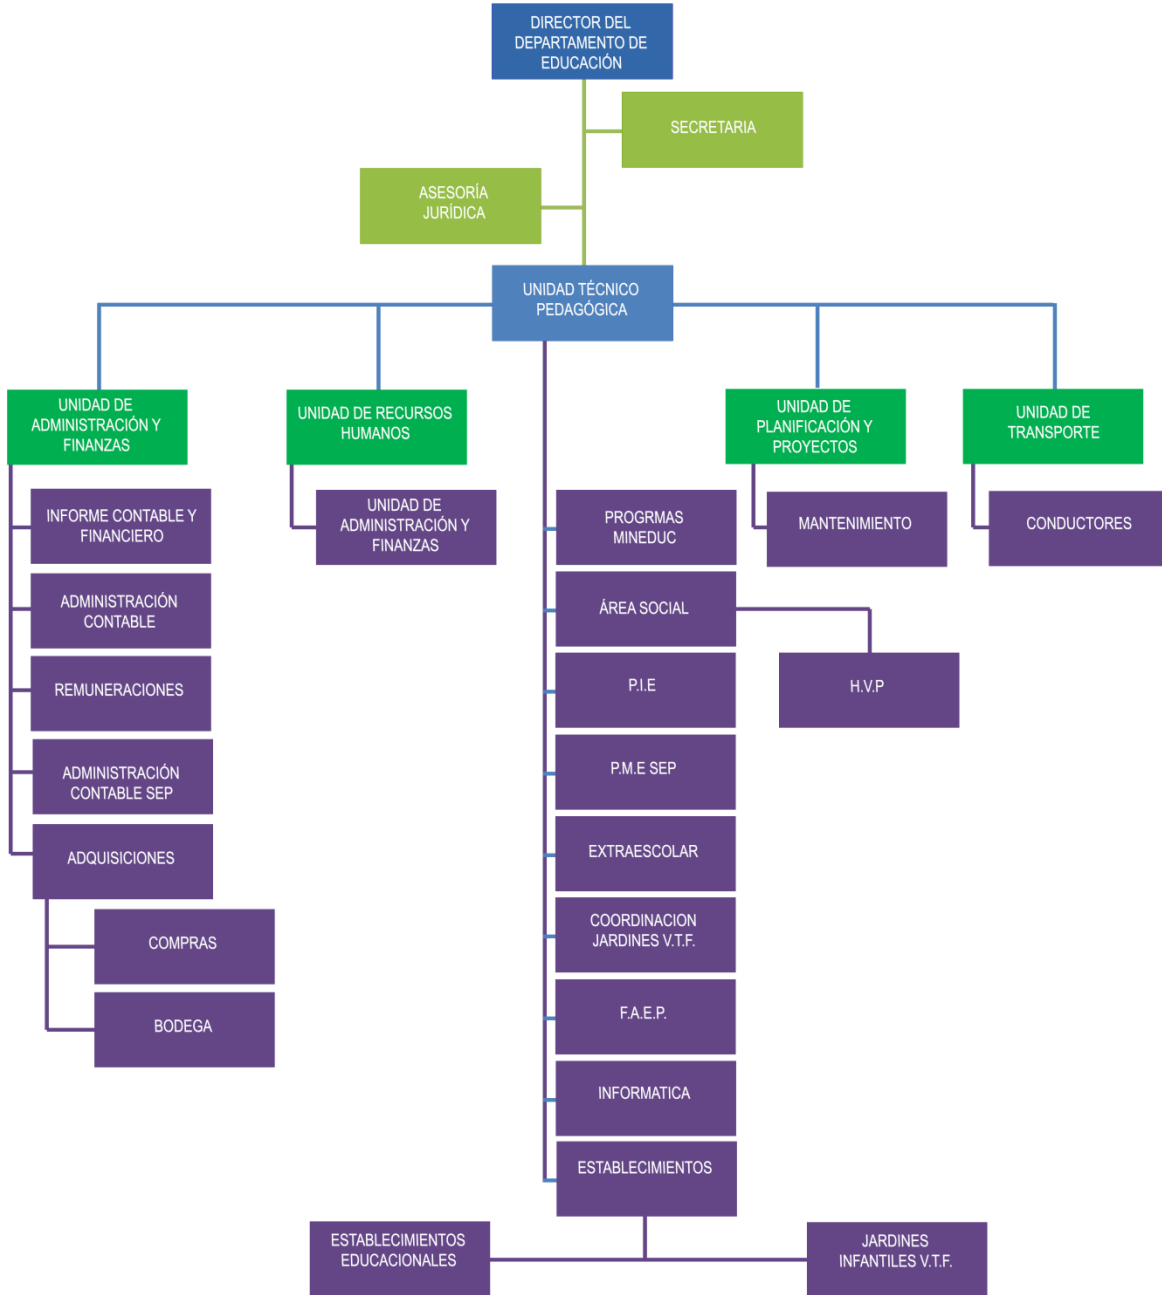 DIRECTOR DEL
DEPARTAMENTO DE
EDUCACIÓN
SECRETARIA
ASESORÍA
JURÍDICA
UNIDAD TÉCNICO
PEDAGÓGICA
UNIDAD DE
ADMINISTRACIÓN Y
FINANZAS
INFORME CONTABLE Y
FINANCIERO
ADMINISTRACIÓN
CONTABLE
REMUNERACIONES
ADMINISTRACIÓN
CONTABLE SEP
ADQUISICIONES
COMPRAS
BODEGA
UNIDAD DE RECURSOS
HUMANOS
UNIDAD DE
ADMINISTRACIÓN Y
FINANZAS
PROGRMAS
MINEDUC
ÁREA SOCIAL
H.V.P
P.I.E
P.M.E SEP
EXTRAESCOLAR
COORDINACION
JARDINES V.T.F.
F.A.E.P.
INFORMATICA
ESTABLECIMIENTOS
ESTABLECIMIENTOS
EDUCACIONALES
JARDINES
INFANTILES V.T.F.
UNIDAD DE
PLANIFICACIÓN Y
PROYECTOS
MANTENIMIENTO
UNIDAD DE
TRANSPORTE
CONDUCTORES